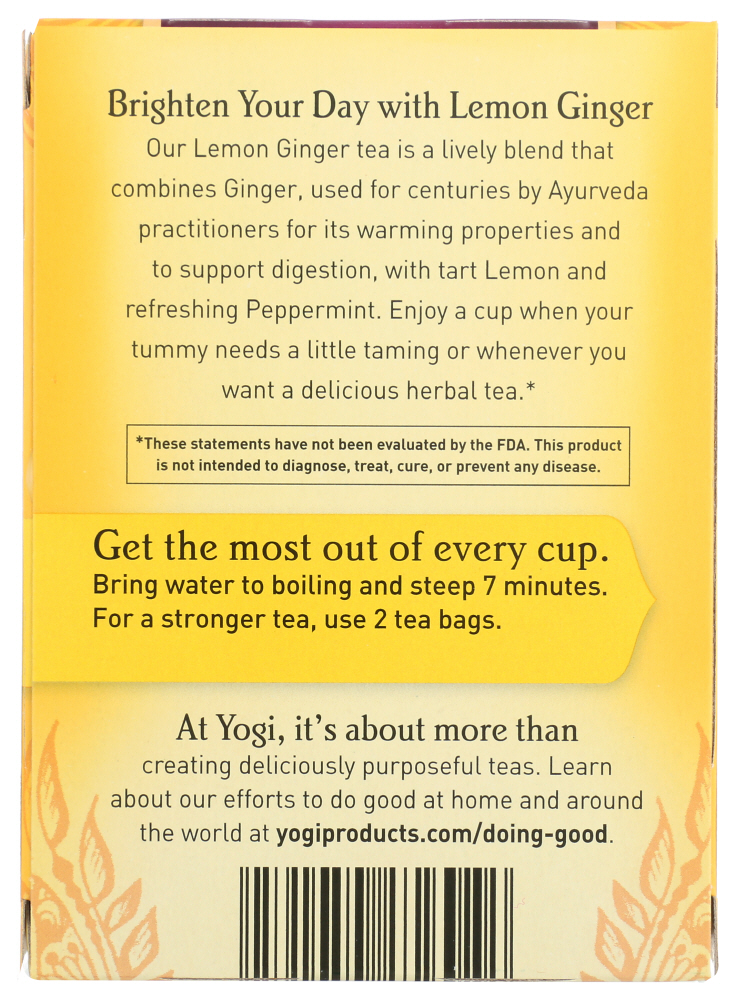 Brighten Your Day with Lemon Ginger
Our Lemon Ginger tea is a lively blend that
combines Ginger, used for centuries by Ayurveda
practitioners for its warming properties and
to support digestion, with tart Lemon and
refreshing Peppermint. Enjoy a cup when your
tummy needs a little taming or whenever you
want a delicious herbal tea.*
*These statements have not been evaluated by the FDA. This product
is not intended to diagnose, treat, cure, or prevent any disease.
Get the most out of every cup.
Bring water to boiling and steep 7 minutes.
For a stronger tea, use 2 tea bags.
At Yogi, it's about more than
creating deliciously purposeful teas. Learn
about our efforts to do good at home and around
the world at yogiproducts.com/doing-good.